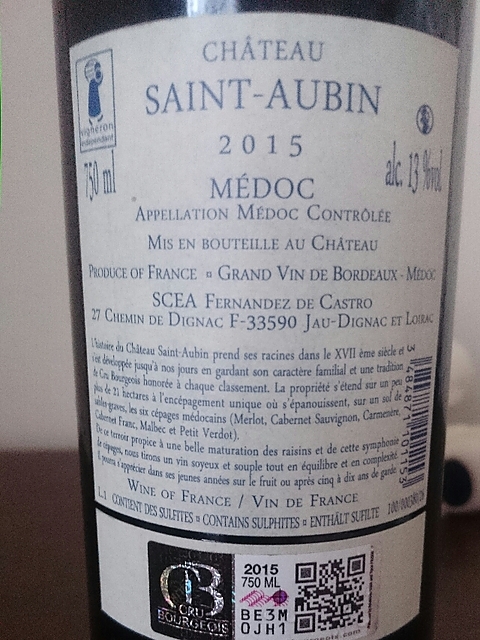 CHÂTEAU
SAINT-AUBIN
2015
vigneron
indépendant
750 ml
alc. 13 %vol
MÉDOC
APPELLATION MÉDOC CONTRÔLÉE
MIS EN BOUTEILLE AU CHÂTEAU
PRODUCE OF FRANCE ¤ GRAND VIN DE BORDEAUX - MÉDOC
SCEA FERNANDEZ DE CASTRO
27 CHEMIN DE DIGNAC F-33590 JAU-DIGNAC ET LOIRAC
L'histoire du Château Saint-Aubin prend ses racines dans le XVII ème siècle et
s'est développée jusqu'à nos jours en gardant son caractère familial et une tradition
de Cru Bourgeois honorée à chaque classement. La propriété s'étend sur un peu
plus de 21 hectares à l'encépagement unique où s'épanouissent, sur un sol de
sables-graves, les six cépages médocains (Merlot, Cabernet Sauvignon, Carmenère,
Cabernet Franc, Malbec et Petit Verdot).
De ce terroir propice à une belle maturation des raisins et de cette symphonie
de cépages, nous tirons un vin soyeux et souple tout en équilibre et en complexité.
Il pourra s'apprécier dans ses jeunes années sur le fruit ou après cinq à dix ans de garde.
WINE OF FRANCE / VIN DE FRANCE
L.1 CONTIENT DES SULFITES ¤ CONTAINS SULPHITES ¤ ENTHÄLT SULFITE
CB
CRU
BOURGEOIS
2015
750 ML
BE3M
OJH1